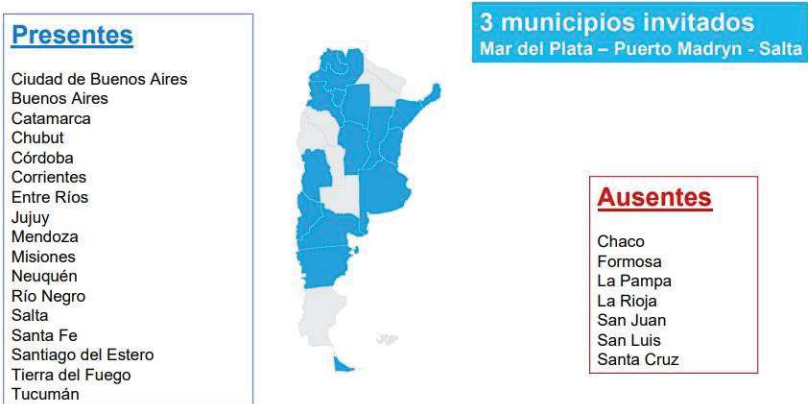 Presentes
Ciudad de Buenos Aires
Buenos Aires
Catamarca
Chubut
Córdoba
Corrientes
Entre Ríos
Jujuy
Mendoza
Misiones
Neuquén
Río Negro
Salta
Santa Fe
Santiago del Estero
Tierra del Fuego
Tucumán
3 municipios invitados
Mar del Plata – Puerto Madryn - Salta
Ausentes
Chaco
Formosa
La Pampa
La Rioja
San Juan
San Luis
Santa Cruz